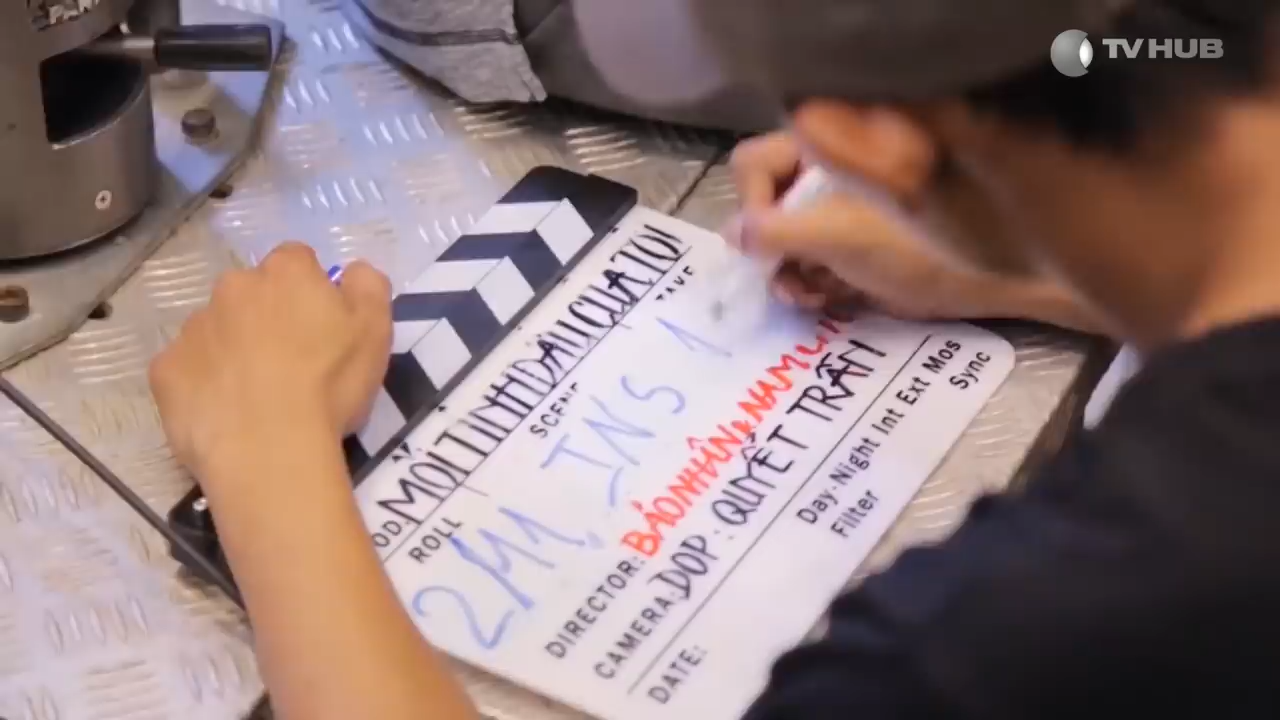 TV HUB
PROD. MỐI TÌNH ĐẦU CỦA TÔI
ROLL SCENE TAKE
INS 1
DIRECTOR: BẢO NHÂN & NAM
CAMERA: DOP: QUYẾT TRẦN
DATE: Day-Night Int Ext Mos
Filter Sync